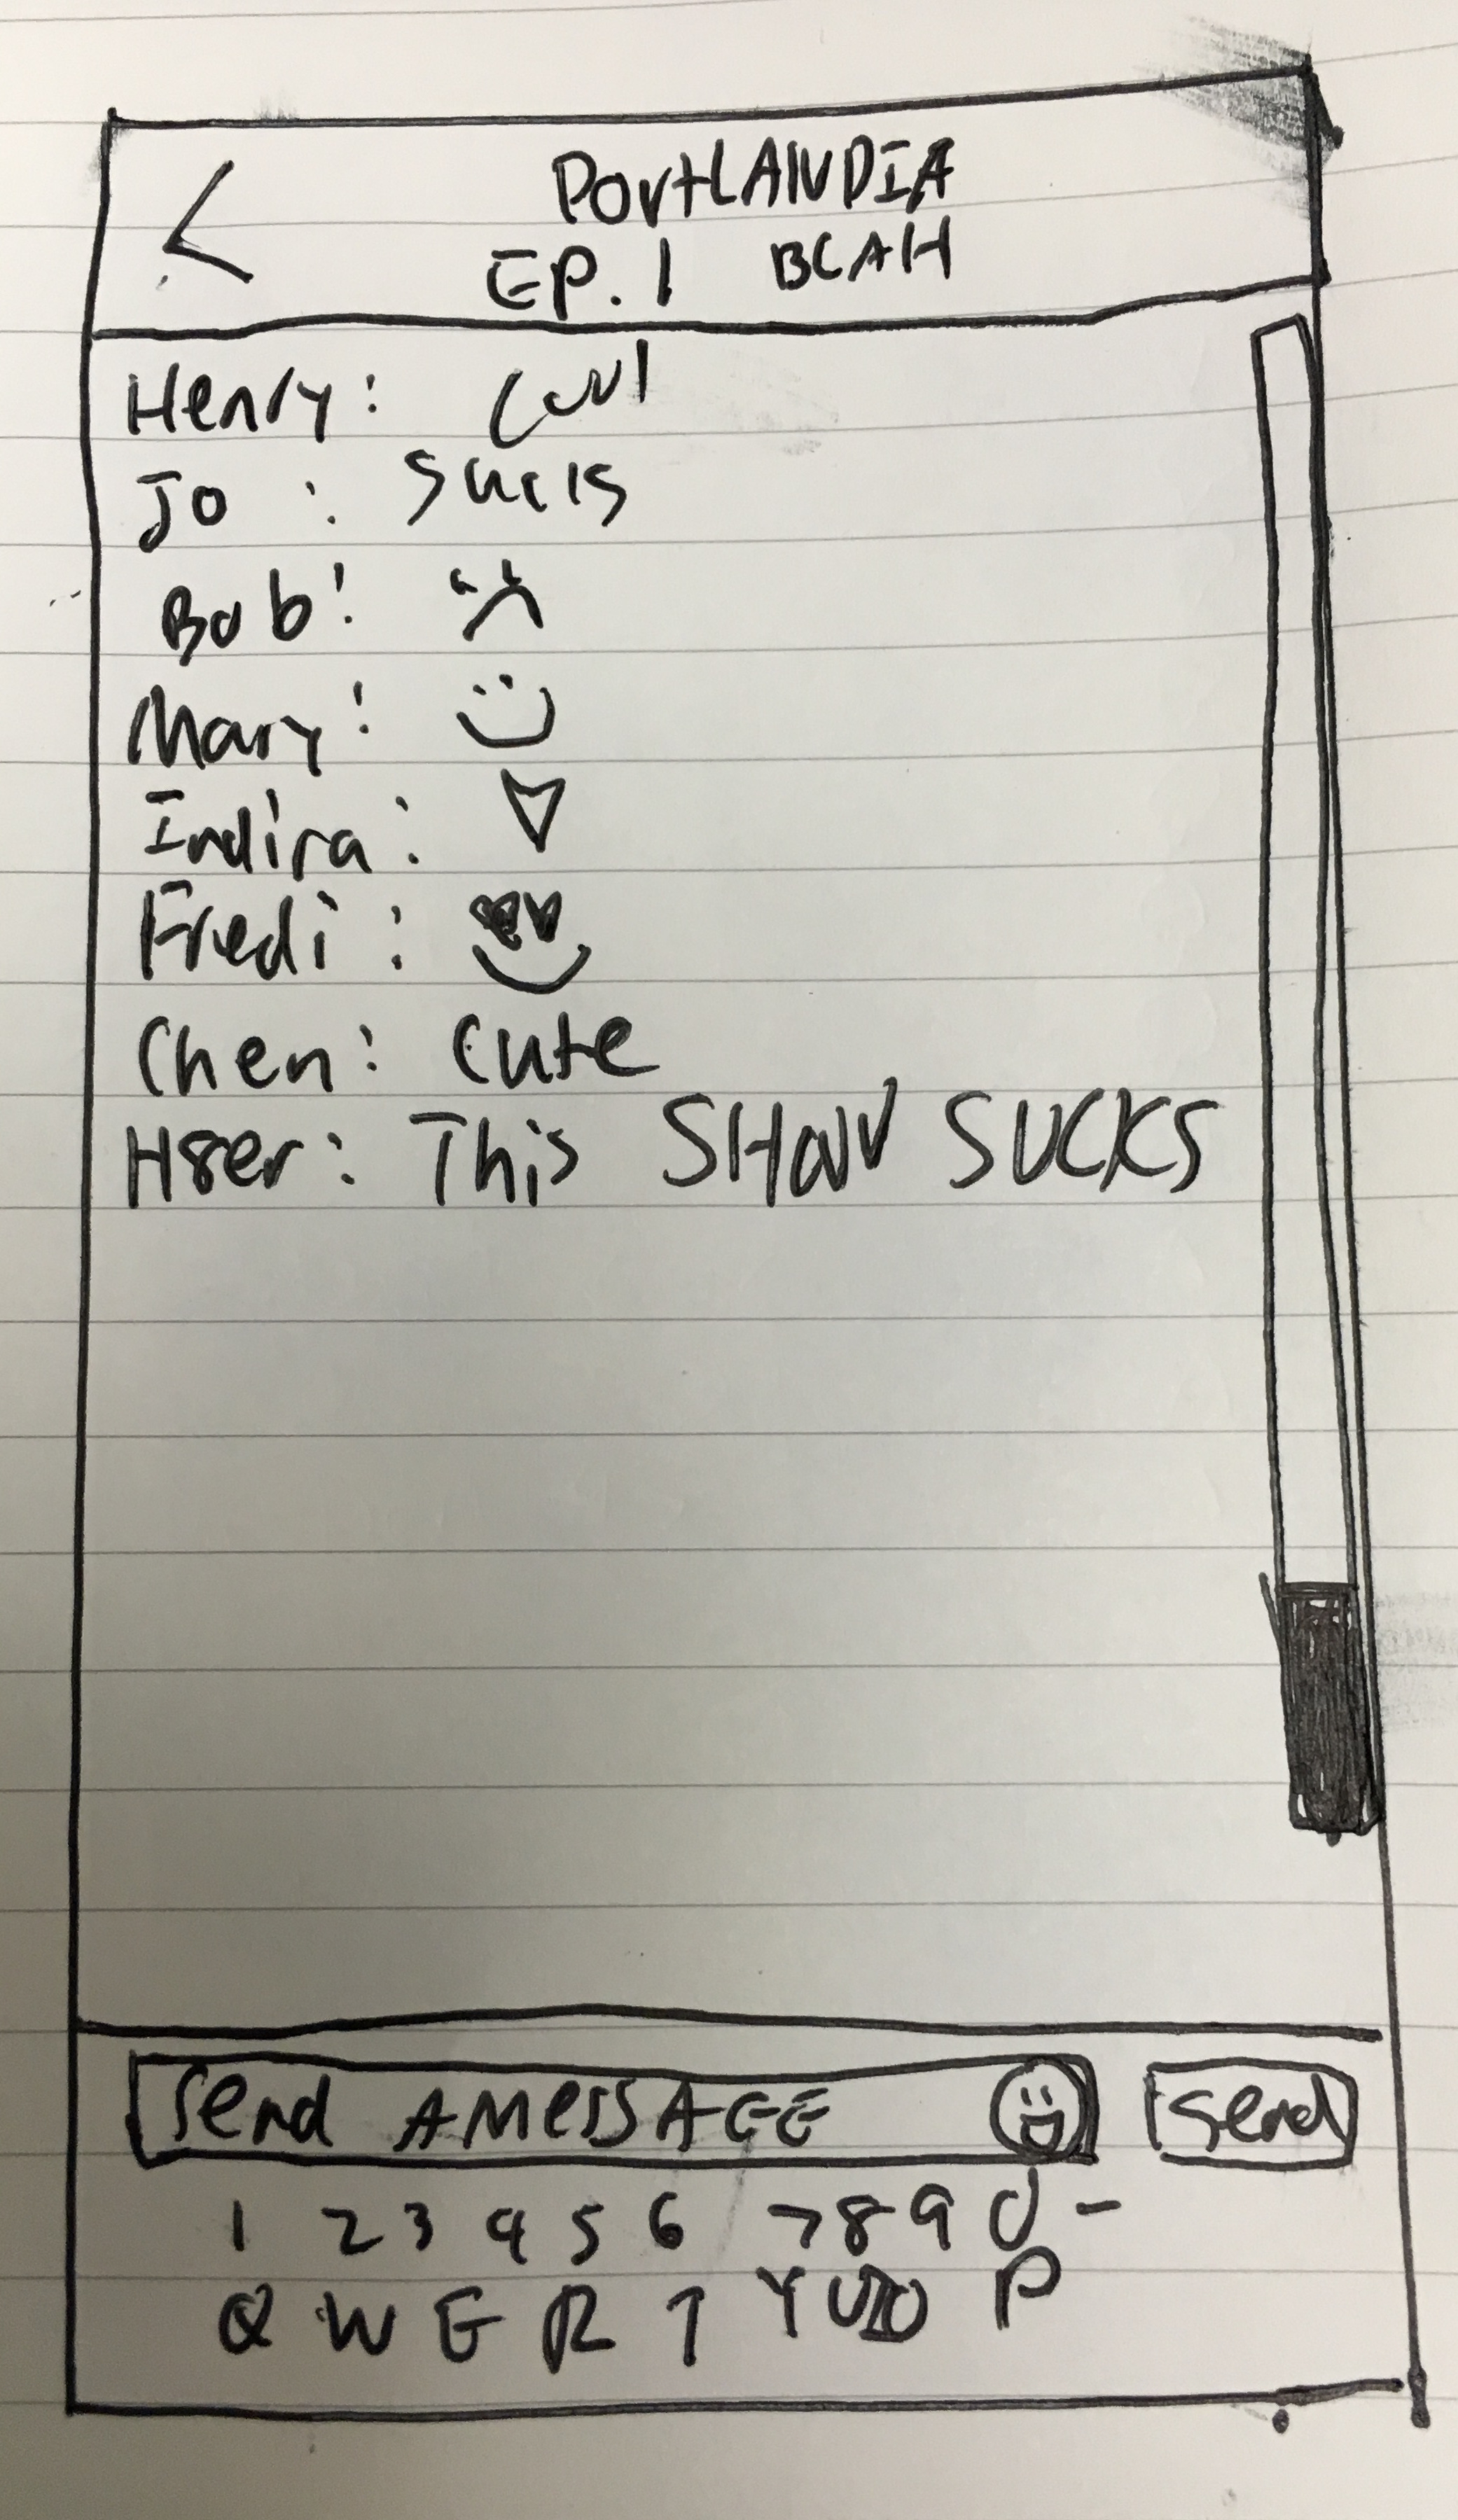 <
PORTLANDIA
EP. 1 BLAH
Henry: Cool
Jo : Sucks
Bob: :(
Mary: :)
Indira:
Fredi:
Chen: cute
H8er: This SHOW SUCKS
Send A MESSAGE
Send
1 2 3 4 5 6 7 8 9 0 -
Q W E R T Y U I O P